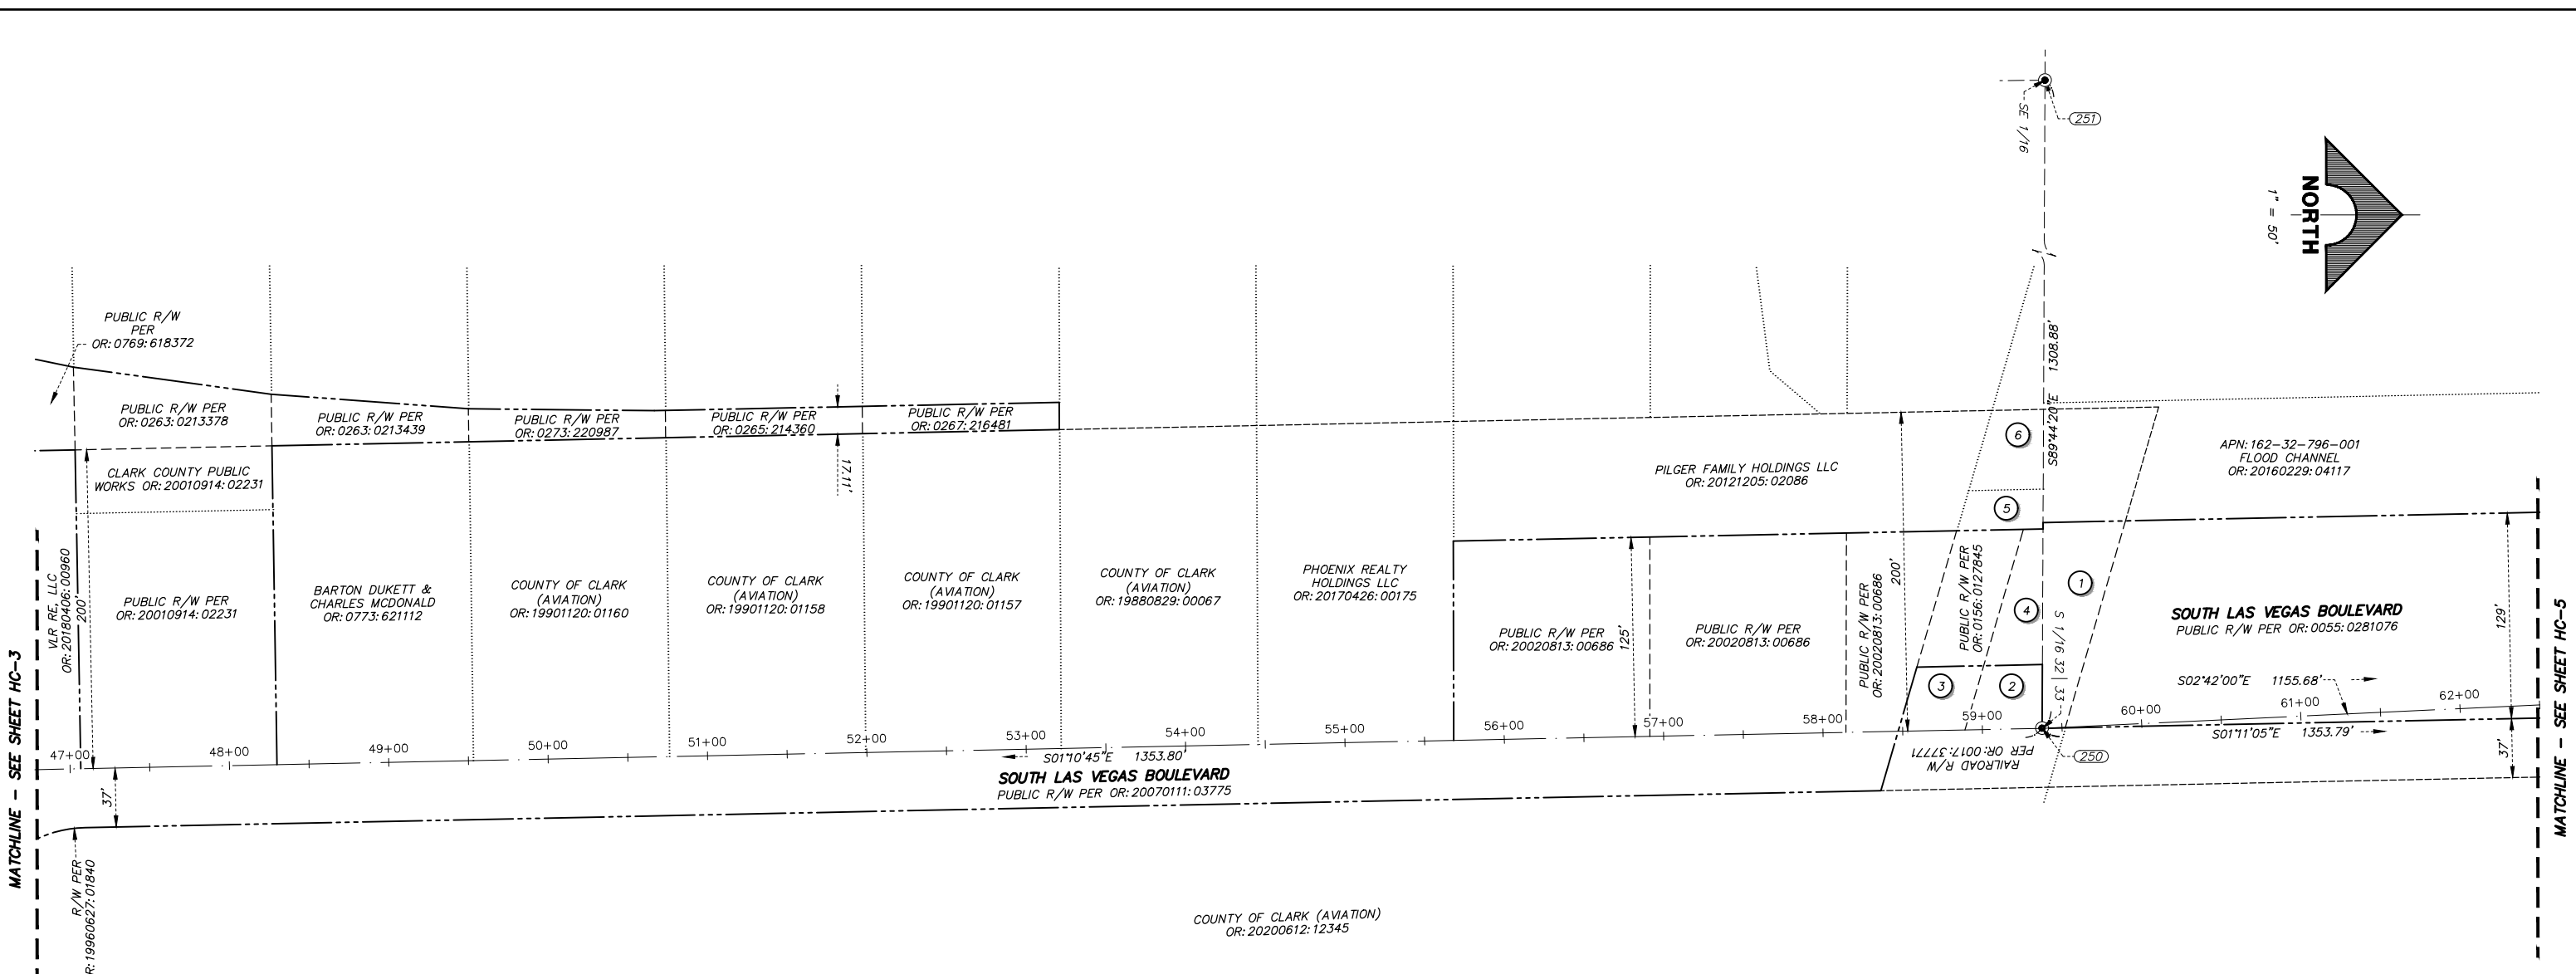 SE 1/16
251
NORTH
1" = 50'
PUBLIC R/W
PER
OR: 0769: 618372
1308.88'
S89°44'20"E
PUBLIC R/W PER
OR: 0263: 0213378
PUBLIC R/W PER
OR: 0263: 0213439
PUBLIC R/W PER
OR: 0273: 220987
PUBLIC R/W PER
OR: 0265: 214360
PUBLIC R/W PER
OR: 0267: 216481
17.11'
CLARK COUNTY PUBLIC
WORKS OR: 20010914: 02231
PILGER FAMILY HOLDINGS LLC
OR: 20121205: 02086
6
5
APN: 162-32-796-001
FLOOD CHANNEL
OR: 20160229: 04117
MATCHLINE - SEE SHEET HC-3
VLR RE, LLC
OR: 20180406: 00960
200'
PUBLIC R/W PER
OR: 20010914: 02231
BARTON DUKETT &
CHARLES MCDONALD
OR: 0773: 621112
COUNTY OF CLARK
(AVIATION)
OR: 19901120: 01160
COUNTY OF CLARK
(AVIATION)
OR: 19901120: 01158
COUNTY OF CLARK
(AVIATION)
OR: 19901120: 01157
COUNTY OF CLARK
(AVIATION)
OR: 19880829: 00067
PHOENIX REALTY
HOLDINGS LLC
OR: 20170426: 00175
PUBLIC R/W PER
OR: 20020813: 00686
125'
PUBLIC R/W PER
OR: 20020813: 00686
PUBLIC R/W PER
OR: 20020813: 00686
200'
PUBLIC R/W PER
OR: 0156: 0127845
4
1
3
2
S 1/16 32 | 33
SOUTH LAS VEGAS BOULEVARD
PUBLIC R/W PER OR: 0055: 0281076
129'
S02°42'00"E 1155.68'
S01°11'05"E 1353.79'
37'
MATCHLINE - SEE SHEET HC-5
47+00
48+00
49+00
50+00
51+00
52+00
53+00
54+00
55+00
56+00
57+00
58+00
59+00
60+00
61+00
62+00
RAILROAD R/W
PER OR: 0017: 37771
250
37'
S01°10'45"E 1353.80'
SOUTH LAS VEGAS BOULEVARD
PUBLIC R/W PER OR: 20070111: 03775
R/W PER
R: 19960627: 01840
COUNTY OF CLARK (AVIATION)
OR: 20200612: 12345